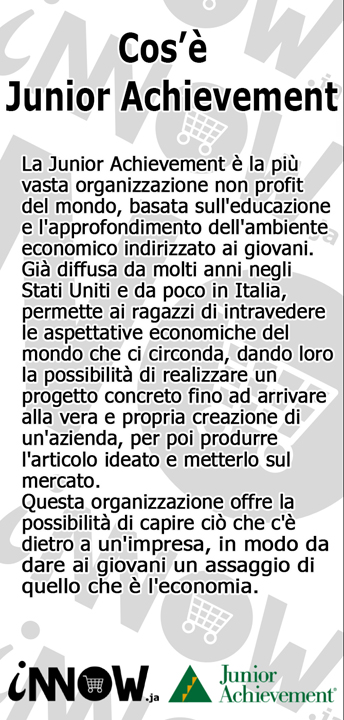 Cos'è
Junior Achievement
La Junior Achievement è la più
vasta organizzazione non profit
del mondo, basata sull'educazione
e l'approfondimento dell'ambiente
economico indirizzato ai giovani.
Già diffusa da molti anni negli
Stati Uniti e da poco in Italia,
permette ai ragazzi di intravedere
le aspettative economiche del
mondo che ci circonda, dando loro
la possibilità di realizzare un
progetto concreto fino ad arrivare
alla vera e propria creazione di
un'azienda, per poi produrre
l'articolo ideato e metterlo sul
mercato.
Questa organizzazione offre la
possibilità di capire ciò che c'è
dietro a un'impresa, in modo da
dare ai giovani un assaggio di
quello che è l'economia.
iNNOW.ja
Junior
Achievement®